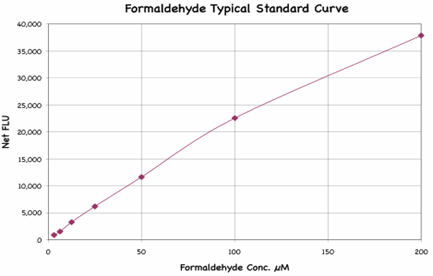 Formaldehyde Typical Standard Curve
40,000
35,000
30,000
25,000
20,000
15,000
10,000
5,000
0
Net FLU
0 50 100 150 200
Formaldehyde Conc. µM